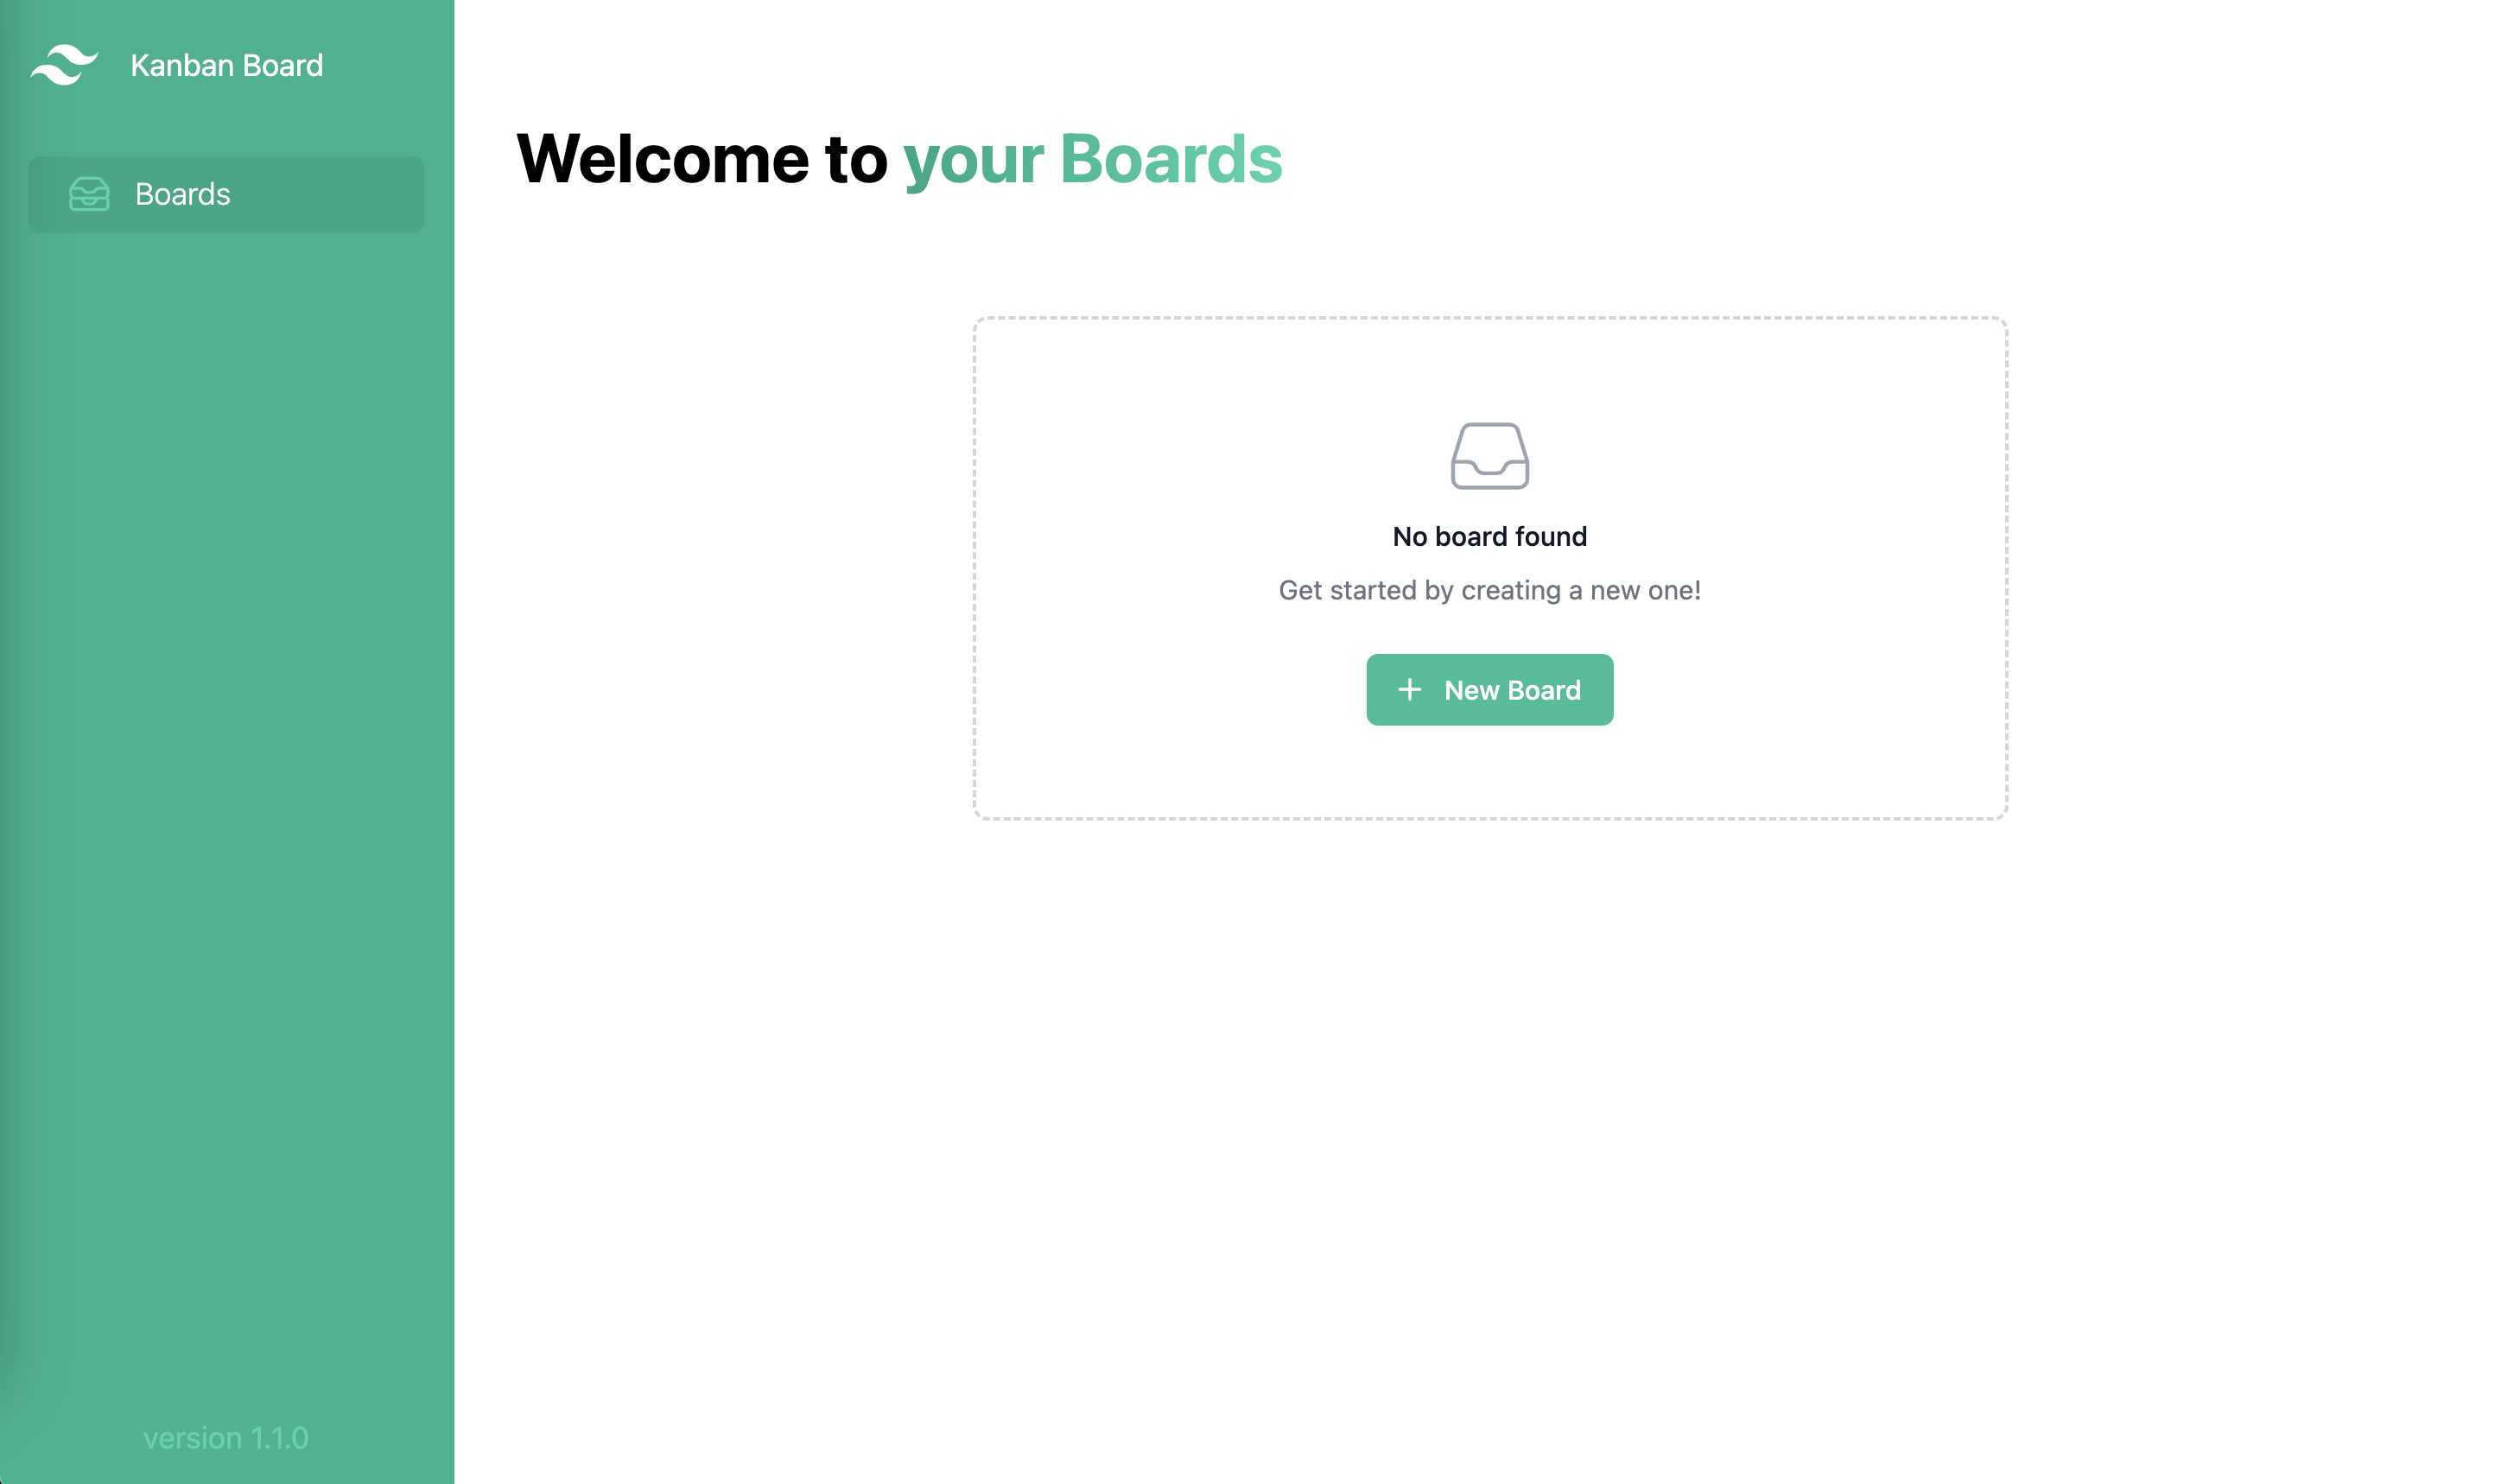 Kanban Board
Boards
Welcome to your Boards
No board found
Get started by creating a new one!
New Board
version 1.1.0